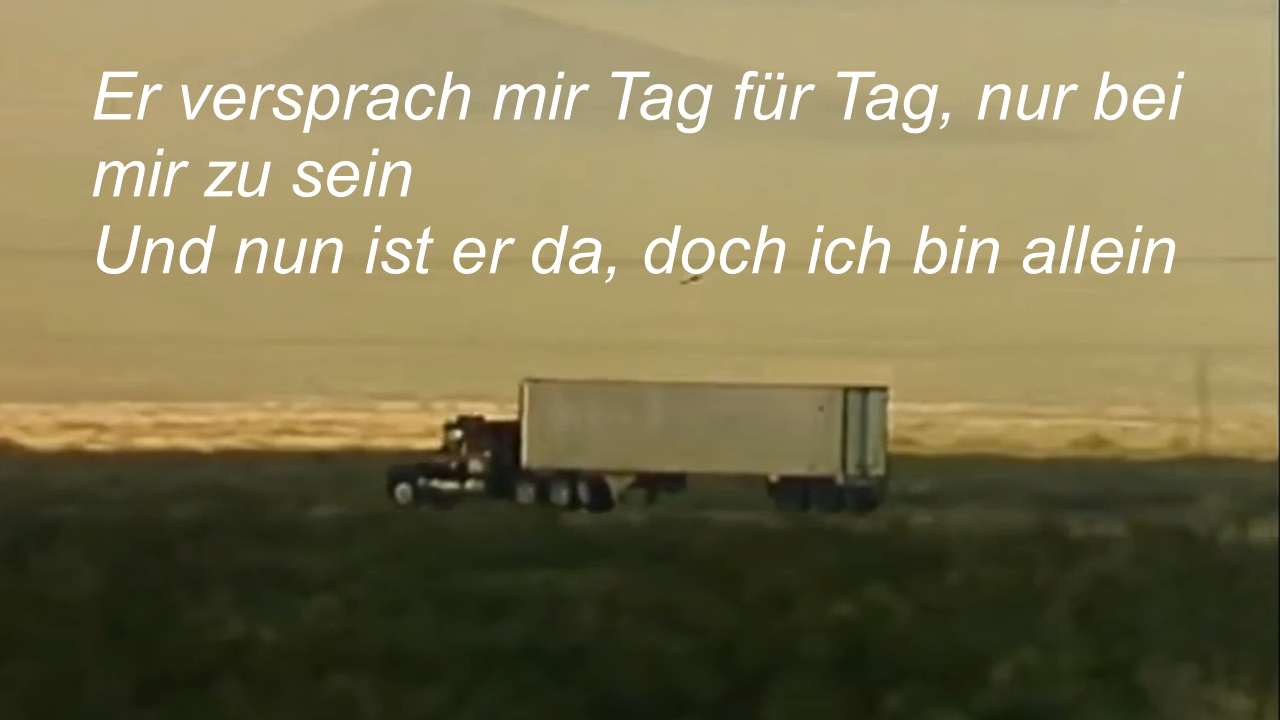 Er versprach mir Tag für Tag, nur bei
mir zu sein
Und nun ist er da, doch ich bin allein